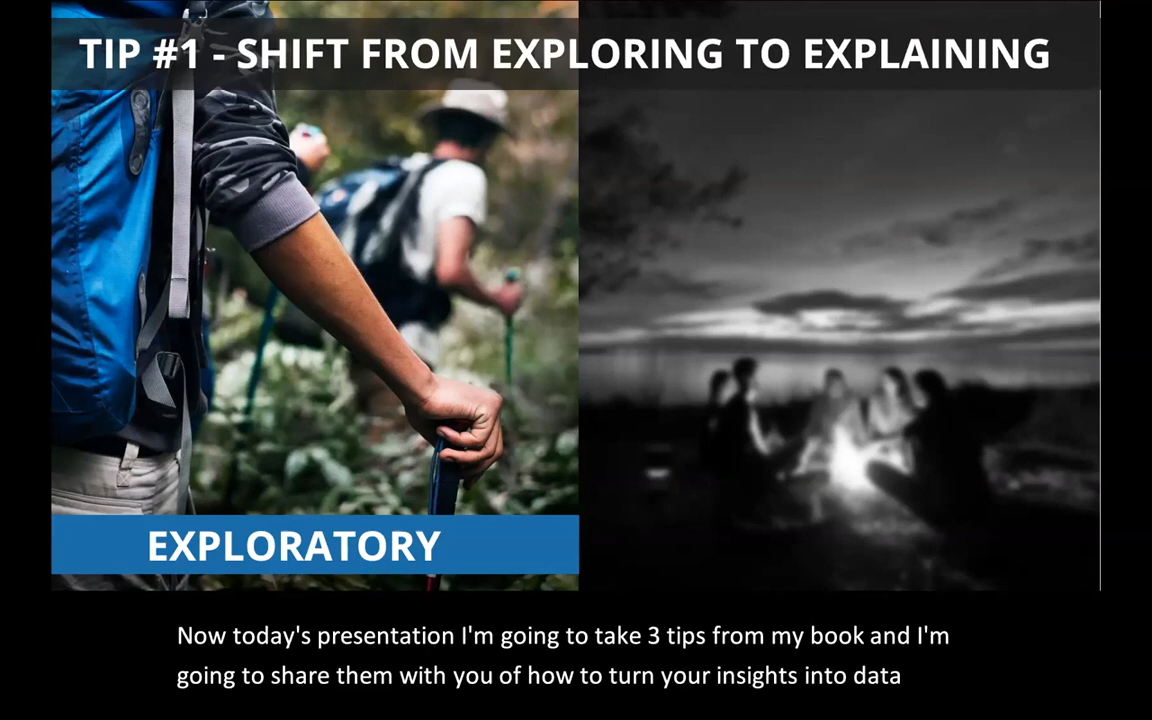 TIP #1 - SHIFT FROM EXPLORING TO EXPLAINING
EXPLORATORY
Now today's presentation I'm going to take 3 tips from my book and I'm
going to share them with you of how to turn your insights into data